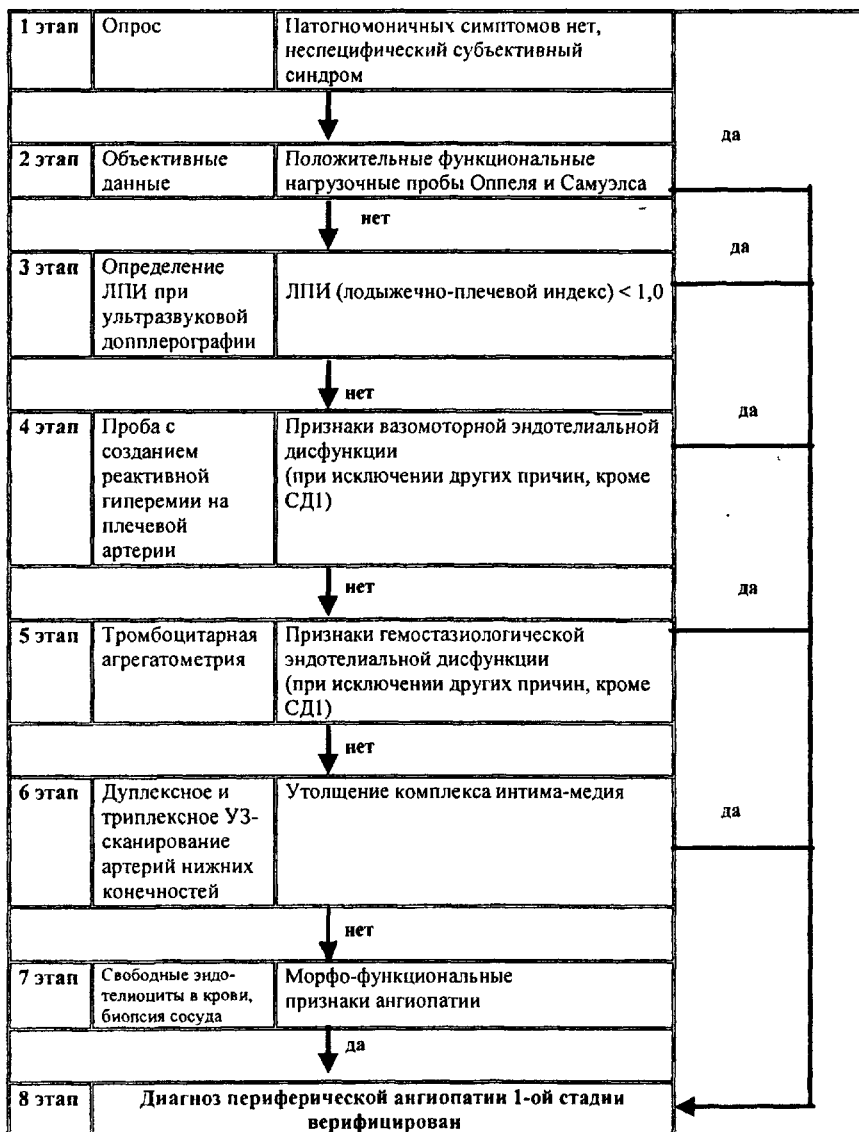 1 этап Опрос Патогномоничных симптомов нет,
неспецифический субъективный
синдром
да
2 этап Объективные Положительные функциональные
данные нагрузочные пробы Оппеля и Самуэлса
нет
да
3 этап Определение
ЛПИ при ЛПИ (лодыжечно-плечевой индекс) < 1,0
ультразвуковой
допплерографии
нет
да
4 этап Проба с Признаки вазомоторной эндотелиальной
созданием дисфункции
реактивной (при исключении других причин, кроме
гиперемии на СД1)
плечевой
артерии
нет
да
5 этап Тромбоцитарная Признаки гемостазиологической
агрегатометрия эндотелиальной дисфункции
(при исключении других причин, кроме
СД1)
нет
6 этап Дуплексное и Утолщение комплекса интима-медия
триплексное УЗ-
сканирование
артерий нижних
конечностей
да
нет
7 этап Свободные эндо- Морфо-функциональные
телиоциты в крови, признаки ангиопатии
биопсия сосуда
да
8 этап Диагноз периферической ангиопатии 1-ой стадии
верифицирован